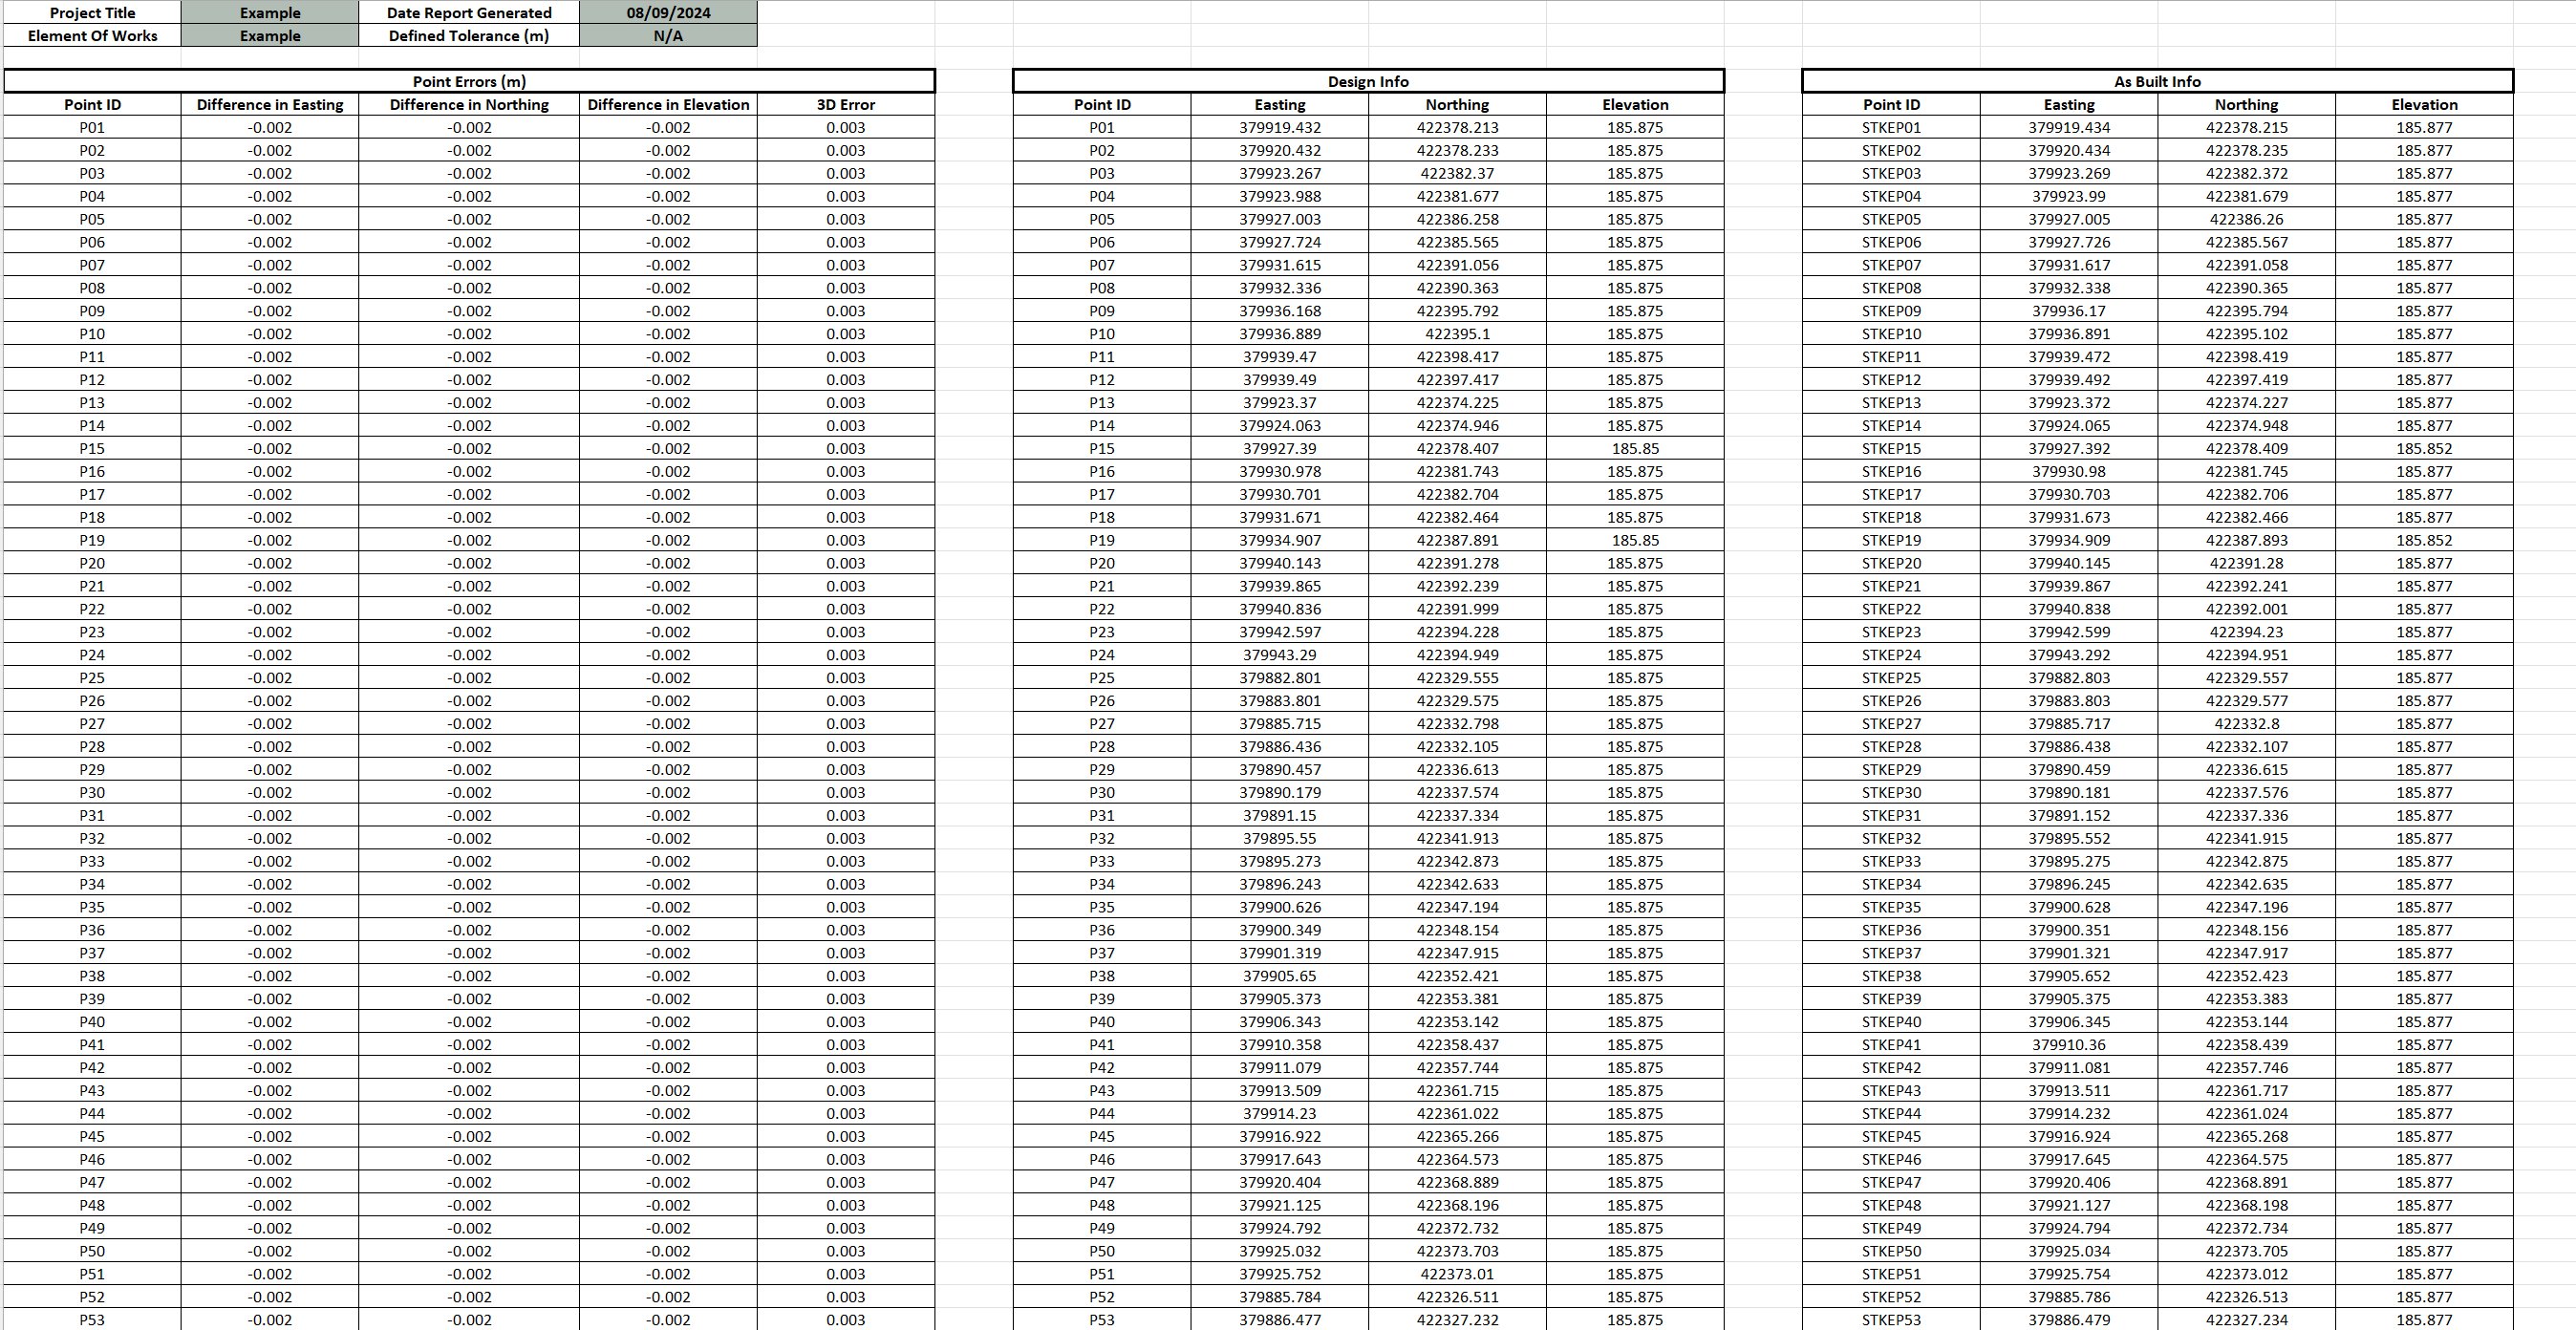 Project Title Example Date Report Generated 08/09/2024
Element Of Works Example Defined Tolerance (m) N/A
Point Errors (m) Design Info As Built Info
Point ID Difference in Easting Difference in Northing Difference in Elevation 3D Error Point ID Easting Northing Elevation Point ID Easting Northing Elevation
P01 -0.002 -0.002 -0.002 0.003 P01 379919.432 422378.213 185.875 STKEP01 379919.434 422378.215 185.877
P02 -0.002 -0.002 -0.002 0.003 P02 379920.432 422378.233 185.875 STKEP02 379920.434 422378.235 185.877
P03 -0.002 -0.002 -0.002 0.003 P03 379923.267 422382.37 185.875 STKEP03 379923.269 422382.372 185.877
P04 -0.002 -0.002 -0.002 0.003 P04 379923.988 422381.677 185.875 STKEP04 379923.99 422381.679 185.877
P05 -0.002 -0.002 -0.002 0.003 P05 379927.003 422386.258 185.875 STKEP05 379927.005 422386.26 185.877
P06 -0.002 -0.002 -0.002 0.003 P06 379927.724 422385.565 185.875 STKEP06 379927.726 422385.567 185.877
P07 -0.002 -0.002 -0.002 0.003 P07 379931.615 422391.056 185.875 STKEP07 379931.617 422391.058 185.877
P08 -0.002 -0.002 -0.002 0.003 P08 379932.336 422390.363 185.875 STKEP08 379932.338 422390.365 185.877
P09 -0.002 -0.002 -0.002 0.003 P09 379936.168 422395.792 185.875 STKEP09 379936.17 422395.794 185.877
P10 -0.002 -0.002 -0.002 0.003 P10 379936.889 422395.1 185.875 STKEP10 379936.891 422395.102 185.877
P11 -0.002 -0.002 -0.002 0.003 P11 379939.47 422398.417 185.875 STKEP11 379939.472 422398.419 185.877
P12 -0.002 -0.002 -0.002 0.003 P12 379939.49 422397.417 185.875 STKEP12 379939.492 422397.419 185.877
P13 -0.002 -0.002 -0.002 0.003 P13 379923.37 422374.225 185.875 STKEP13 379923.372 422374.227 185.877
P14 -0.002 -0.002 -0.002 0.003 P14 379924.063 422374.946 185.875 STKEP14 379924.065 422374.948 185.877
P15 -0.002 -0.002 -0.002 0.003 P15 379927.39 422378.407 185.85 STKEP15 379927.392 422378.409 185.852
P16 -0.002 -0.002 -0.002 0.003 P16 379930.978 422381.743 185.875 STKEP16 379930.98 422381.745 185.877
P17 -0.002 -0.002 -0.002 0.003 P17 379930.701 422382.704 185.875 STKEP17 379930.703 422382.706 185.877
P18 -0.002 -0.002 -0.002 0.003 P18 379931.671 422382.464 185.875 STKEP18 379931.673 422382.466 185.877
P19 -0.002 -0.002 -0.002 0.003 P19 379934.907 422387.891 185.85 STKEP19 379934.909 422387.893 185.852
P20 -0.002 -0.002 -0.002 0.003 P20 379940.143 422391.278 185.875 STKEP20 379940.145 422391.28 185.877
P21 -0.002 -0.002 -0.002 0.003 P21 379939.865 422392.239 185.875 STKEP21 379939.867 422392.241 185.877
P22 -0.002 -0.002 -0.002 0.003 P22 379940.836 422391.999 185.875 STKEP22 379940.838 422392.001 185.877
P23 -0.002 -0.002 -0.002 0.003 P23 379942.597 422394.228 185.875 STKEP23 379942.599 422394.23 185.877
P24 -0.002 -0.002 -0.002 0.003 P24 379943.29 422394.949 185.875 STKEP24 379943.292 422394.951 185.877
P25 -0.002 -0.002 -0.002 0.003 P25 379882.801 422329.555 185.875 STKEP25 379882.803 422329.557 185.877
P26 -0.002 -0.002 -0.002 0.003 P26 379883.801 422329.575 185.875 STKEP26 379883.803 422329.577 185.877
P27 -0.002 -0.002 -0.002 0.003 P27 379885.715 422332.798 185.875 STKEP27 379885.717 422332.8 185.877
P28 -0.002 -0.002 -0.002 0.003 P28 379886.436 422332.105 185.875 STKEP28 379886.438 422332.107 185.877
P29 -0.002 -0.002 -0.002 0.003 P29 379890.457 422336.613 185.875 STKEP29 379890.459 422336.615 185.877
P30 -0.002 -0.002 -0.002 0.003 P30 379890.179 422337.574 185.875 STKEP30 379890.181 422337.576 185.877
P31 -0.002 -0.002 -0.002 0.003 P31 379891.15 422337.334 185.875 STKEP31 379891.152 422337.336 185.877
P32 -0.002 -0.002 -0.002 0.003 P32 379895.55 422341.913 185.875 STKEP32 379895.552 422341.915 185.877
P33 -0.002 -0.002 -0.002 0.003 P33 379895.273 422342.873 185.875 STKEP33 379895.275 422342.875 185.877
P34 -0.002 -0.002 -0.002 0.003 P34 379896.243 422342.633 185.875 STKEP34 379896.245 422342.635 185.877
P35 -0.002 -0.002 -0.002 0.003 P35 379900.626 422347.194 185.875 STKEP35 379900.628 422347.196 185.877
P36 -0.002 -0.002 -0.002 0.003 P36 379900.349 422348.154 185.875 STKEP36 379900.351 422348.156 185.877
P37 -0.002 -0.002 -0.002 0.003 P37 379901.319 422347.915 185.875 STKEP37 379901.321 422347.917 185.877
P38 -0.002 -0.002 -0.002 0.003 P38 379905.65 422352.421 185.875 STKEP38 379905.652 422352.423 185.877
P39 -0.002 -0.002 -0.002 0.003 P39 379905.373 422353.381 185.875 STKEP39 379905.375 422353.383 185.877
P40 -0.002 -0.002 -0.002 0.003 P40 379906.343 422353.142 185.875 STKEP40 379906.345 422353.144 185.877
P41 -0.002 -0.002 -0.002 0.003 P41 379910.358 422358.437 185.875 STKEP41 379910.36 422358.439 185.877
P42 -0.002 -0.002 -0.002 0.003 P42 379911.079 422357.744 185.875 STKEP42 379911.081 422357.746 185.877
P43 -0.002 -0.002 -0.002 0.003 P43 379913.509 422361.715 185.875 STKEP43 379913.511 422361.717 185.877
P44 -0.002 -0.002 -0.002 0.003 P44 379914.23 422361.022 185.875 STKEP44 379914.232 422361.024 185.877
P45 -0.002 -0.002 -0.002 0.003 P45 379916.922 422365.266 185.875 STKEP45 379916.924 422365.268 185.877
P46 -0.002 -0.002 -0.002 0.003 P46 379917.643 422364.573 185.875 STKEP46 379917.645 422364.575 185.877
P47 -0.002 -0.002 -0.002 0.003 P47 379920.404 422368.889 185.875 STKEP47 379920.406 422368.891 185.877
P48 -0.002 -0.002 -0.002 0.003 P48 379921.125 422368.196 185.875 STKEP48 379921.127 422368.198 185.877
P49 -0.002 -0.002 -0.002 0.003 P49 379924.792 422372.732 185.875 STKEP49 379924.794 422372.734 185.877
P50 -0.002 -0.002 -0.002 0.003 P50 379925.032 422373.703 185.875 STKEP50 379925.034 422373.705 185.877
P51 -0.002 -0.002 -0.002 0.003 P51 379925.752 422373.01 185.875 STKEP51 379925.754 422373.012 185.877
P52 -0.002 -0.002 -0.002 0.003 P52 379885.784 422326.511 185.875 STKEP52 379885.786 422326.513 185.877
P53 -0.002 -0.002 -0.002 0.003 P53 379886.477 422327.232 185.875 STKEP53 379886.479 422327.234 185.877